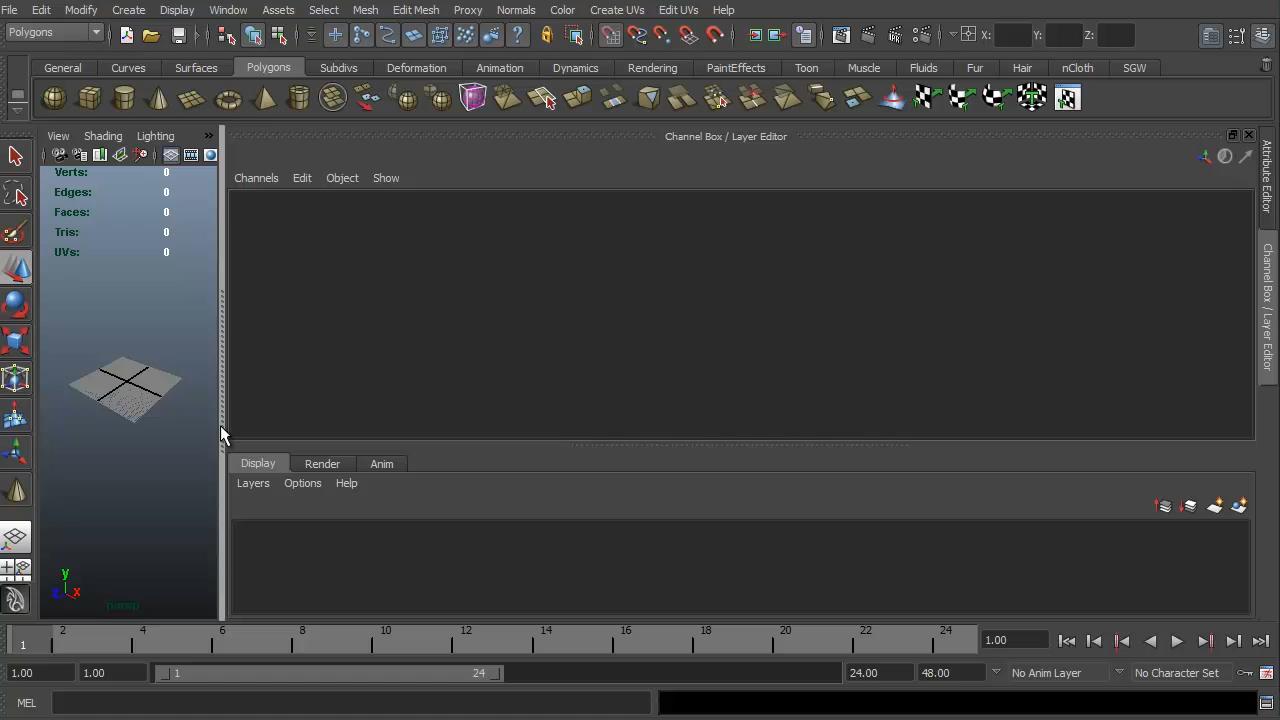 File Edit Modify Create Display Window Assets Select Mesh Edit Mesh Proxy Normals Color Create UVs Edit UVs Help
Polygons X: Y: Z:
General Curves Surfaces Polygons Subdivs Deformation Animation Dynamics Rendering PaintEffects Toon Muscle Fluids Fur Hair nCloth SGW
View Shading Lighting »
Channel Box / Layer Editor
Channels Edit Object Show
Verts: 0
Edges: 0
Faces: 0
Tris: 0
UVs: 0
Attribute Editor
Channel Box / Layer Editor
Display Render Anim
Layers Options Help
y
z x
persp
1 2 4 6 8 10 12 14 16 18 20 22 24 1.00
1.00 1.00 1 24 24.00 48.00 No Anim Layer No Character Set
MEL